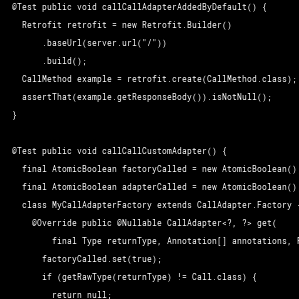 @Test public void callCallAdapterAddedByDefault() {
Retrofit retrofit = new Retrofit.Builder()
.baseUrl(server.url("/"))
.build();
CallMethod example = retrofit.create(CallMethod.class);
assertThat(example.getResponseBody()).isNotNull();
}
@Test public void callCallCustomAdapter() {
final AtomicBoolean factoryCalled = new AtomicBoolean()
final AtomicBoolean adapterCalled = new AtomicBoolean()
class MyCallAdapterFactory extends CallAdapter.Factory
@Override public @Nullable CallAdapter<?, ?> get(
final Type returnType, Annotation[] annotations,
factoryCalled.set(true);
if (getRawType(returnType) != Call.class) {
return null;